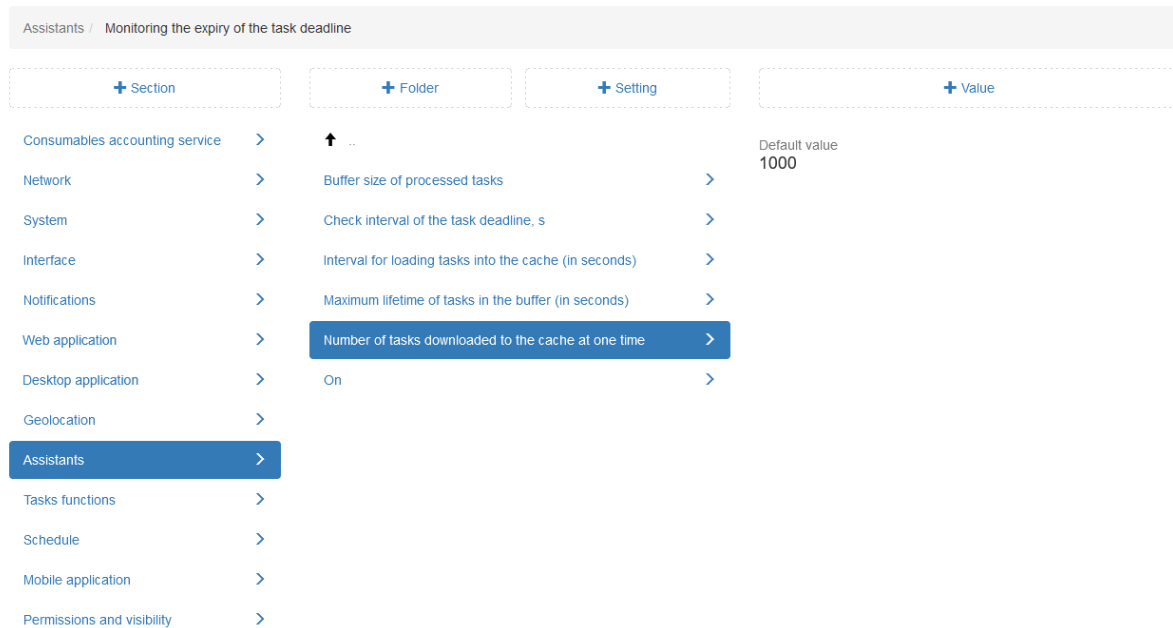 Assistants / Monitoring the expiry of the task deadline
+ Section
+ Folder
+ Setting
+ Value
Consumables accounting service
Network
System
Interface
Notifications
Web application
Desktop application
Geolocation
Assistants
Tasks functions
Schedule
Mobile application
Permissions and visibility
..
Buffer size of processed tasks
Check interval of the task deadline, s
Interval for loading tasks into the cache (in seconds)
Maximum lifetime of tasks in the buffer (in seconds)
Number of tasks downloaded to the cache at one time
On
Default value
1000